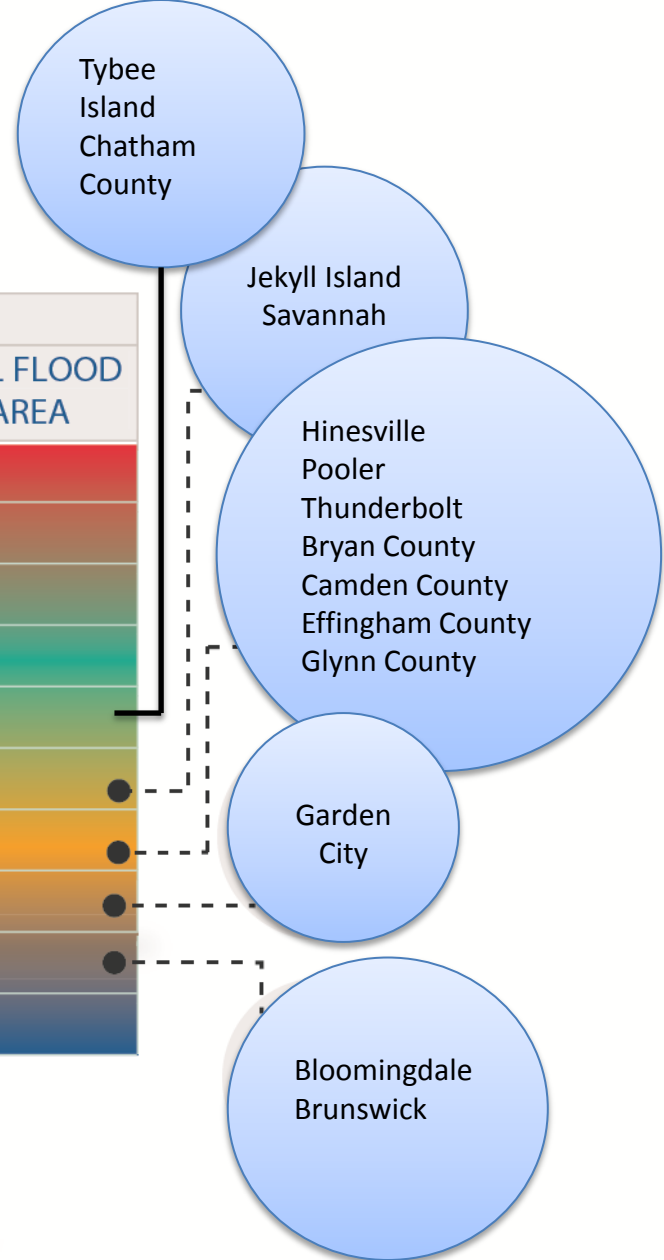 Tybee
Island
Chatham
County
Jekyll Island
Savannah
FLOOD
AREA
Hinesville
Pooler
Thunderbolt
Bryan County
Camden County
Effingham County
Glynn County
Garden
City
Bloomingdale
Brunswick